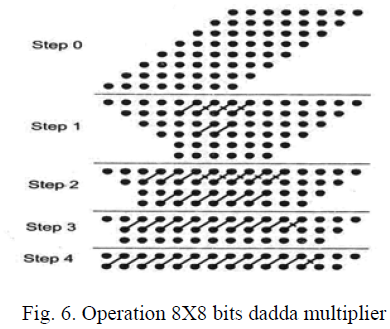 Step 0
Step 1
Step-2
Step 3
Step 4
Fig. 6. Operation 8X8 bits dadda multiplier